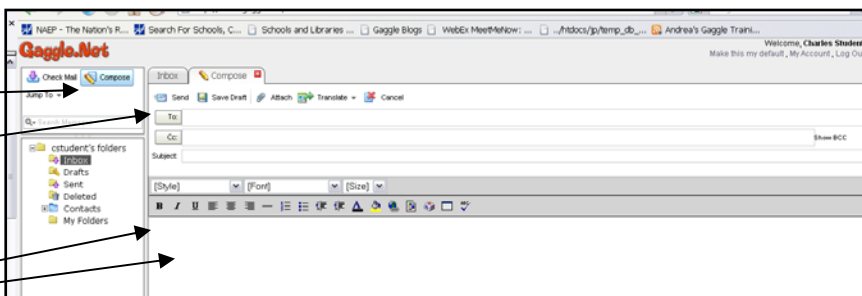 NAEP - The Nation's R... Search For Schools, C... Schools and Libraries ... Gaggle Blogs WebEx MeetMeNow: ... .../htdocs/jp/temp_db_... Andrea's Gaggle Traini...
Gaggle.Net
Welcome, Charles Student
Make this my default, My Account, Log Ou
Check Mail Compose
Inbox Compose
Jump To
Send Save Draft Attach Translate Cancel
To:
Cc: Show BCC
Subject:
cstudent's folders
Inbox
Drafts
Sent
Deleted
Contacts
My Folders
[Style] [Font] [Size]
B I U